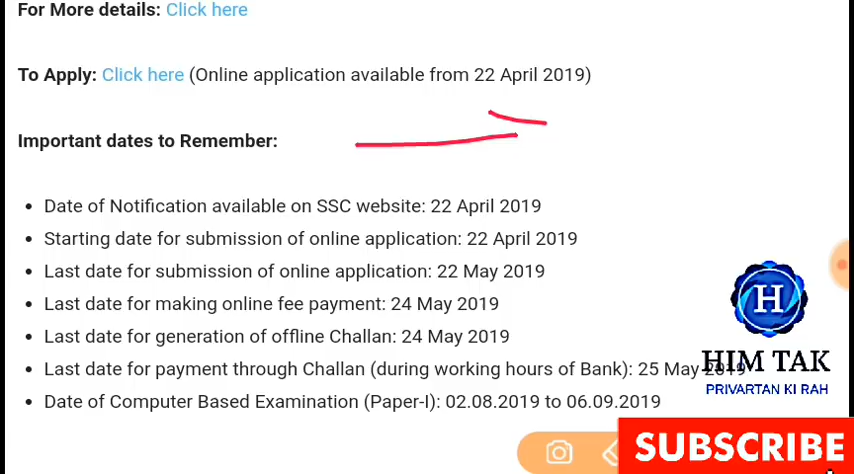 For More details: Click here
To Apply: Click here (Online application available from 22 April 2019)
Important dates to Remember:
• Date of Notification available on SSC website: 22 April 2019
• Starting date for submission of online application: 22 April 2019
• Last date for submission of online application: 22 May 2019
• Last date for making online fee payment: 24 May 2019
• Last date for generation of offline Challan: 24 May 2019
• Last date for payment through Challan (during working hours of Bank): 25 May 2019
• Date of Computer Based Examination (Paper-I): 02.08.2019 to 06.09.2019
H
HIM TAK
PRIVARTAN KI RAH
SUBSCRIBE